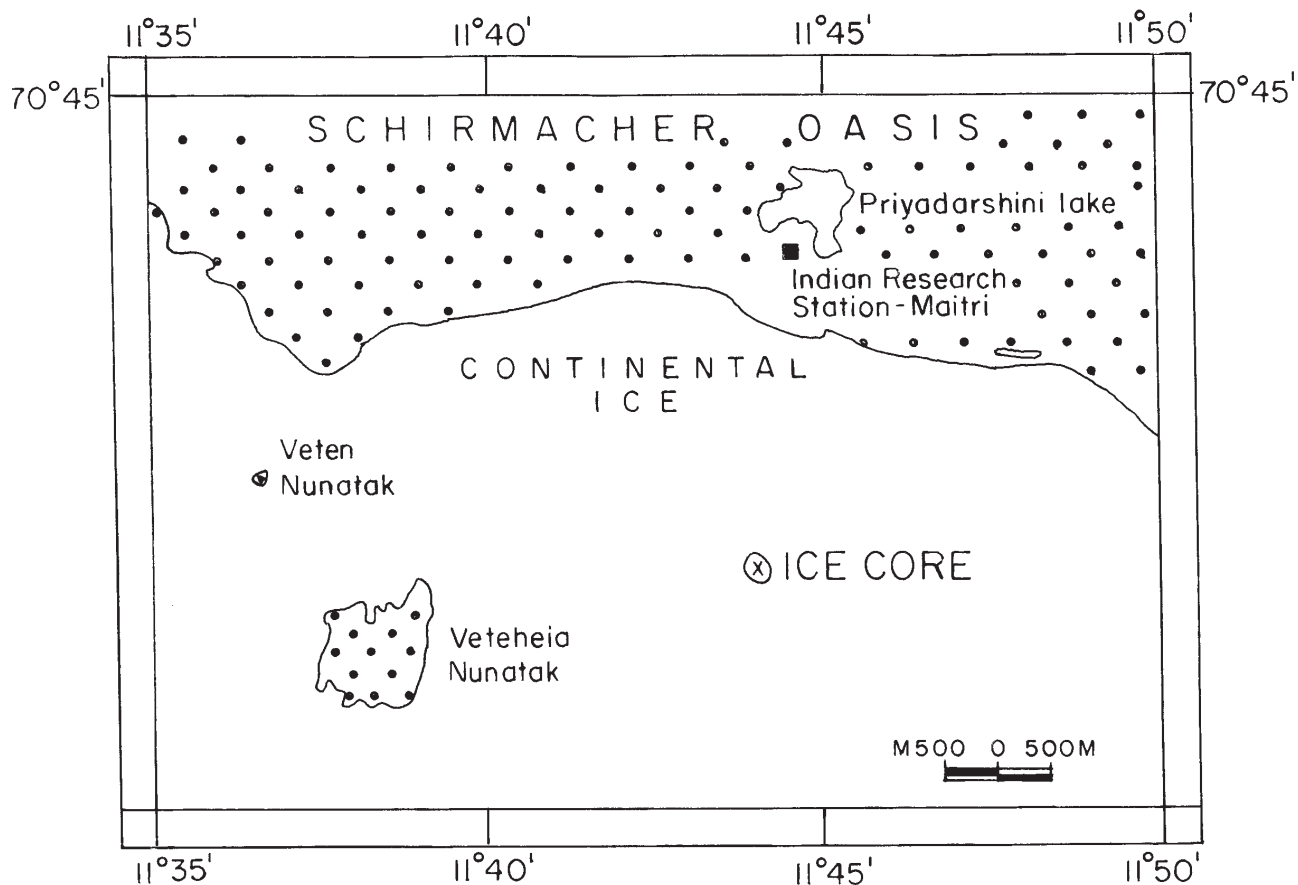 11°35' 11°40' 11°45' 11°50'
70°45' 70°45'
SCHIRMACHER OASIS
Priyadarshini lake
Indian Research
Station-Maitri
CONTINENTAL
ICE
Veten
Nunatak
ICE CORE
Veteheia
Nunatak
M500 0 500M
11°35' 11°40' 11°45' 11°50'